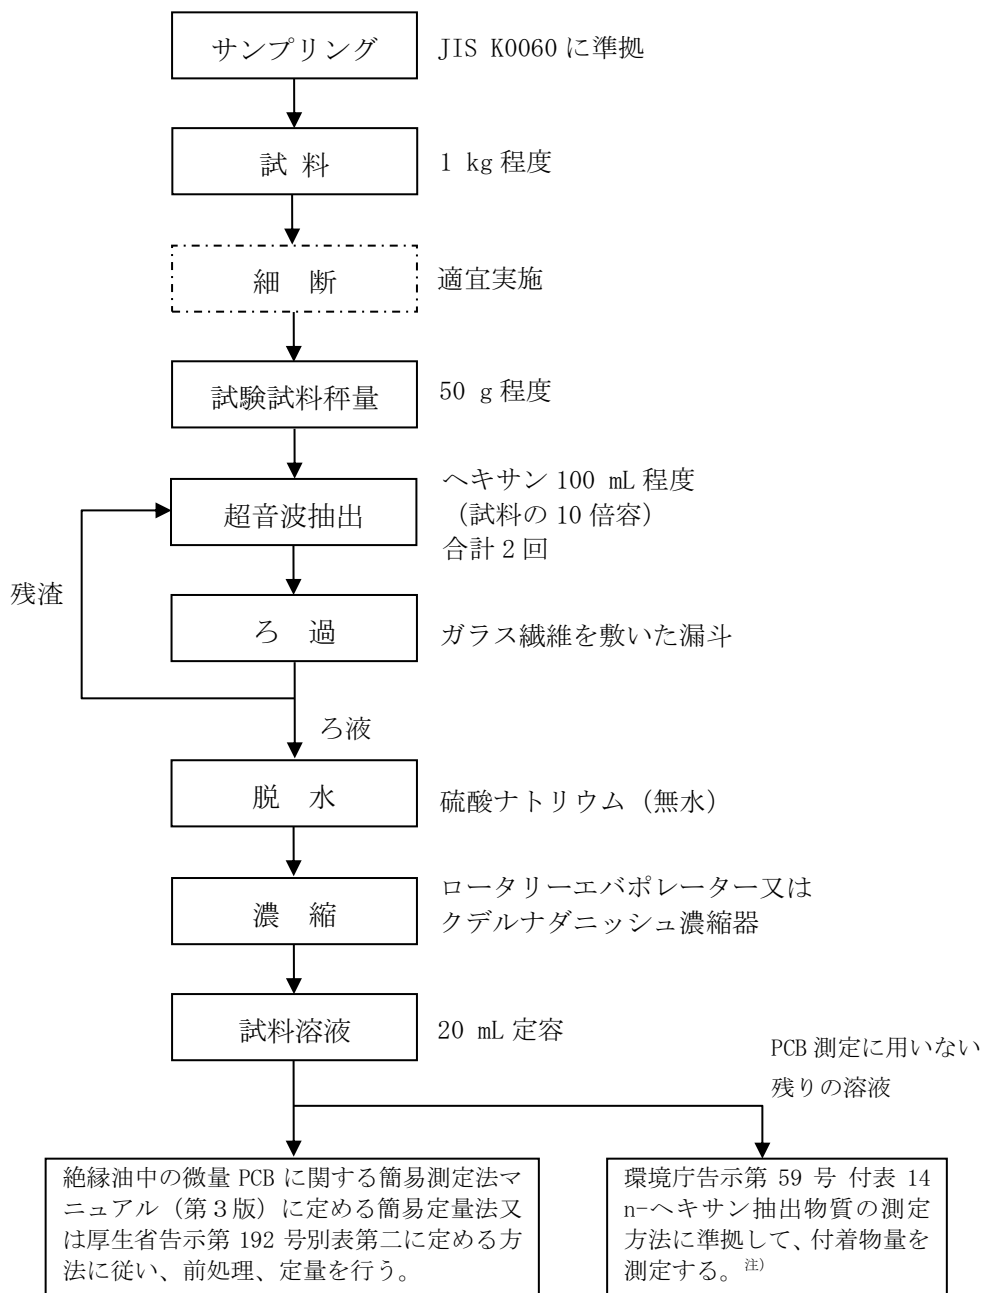 サンプリング
JIS K0060 に準拠
試 料
1 kg 程度
細 断
適宜実施
試験試料秤量
50 g 程度
超音波抽出
ヘキサン 100 mL 程度
（試料の 10 倍容）
合計 2 回
残渣
ろ 過
ガラス繊維を敷いた漏斗
ろ液
脱 水
硫酸ナトリウム（無水）
濃 縮
ロータリーエバポレーター又は
クデルナダニッシュ濃縮器
試料溶液
20 mL 定容
PCB 測定に用いない
残りの溶液
絶縁油中の微量 PCB に関する簡易測定法マ
ニュアル（第３版）に定める簡易定量法又
は厚生省告示第 192 号別表第二に定める方
法に従い、前処理、定量を行う。
環境庁告示第 59 号 付表 14
n-ヘキサン抽出物質の測定
方法に準拠して、付着物量を
測定する。注）